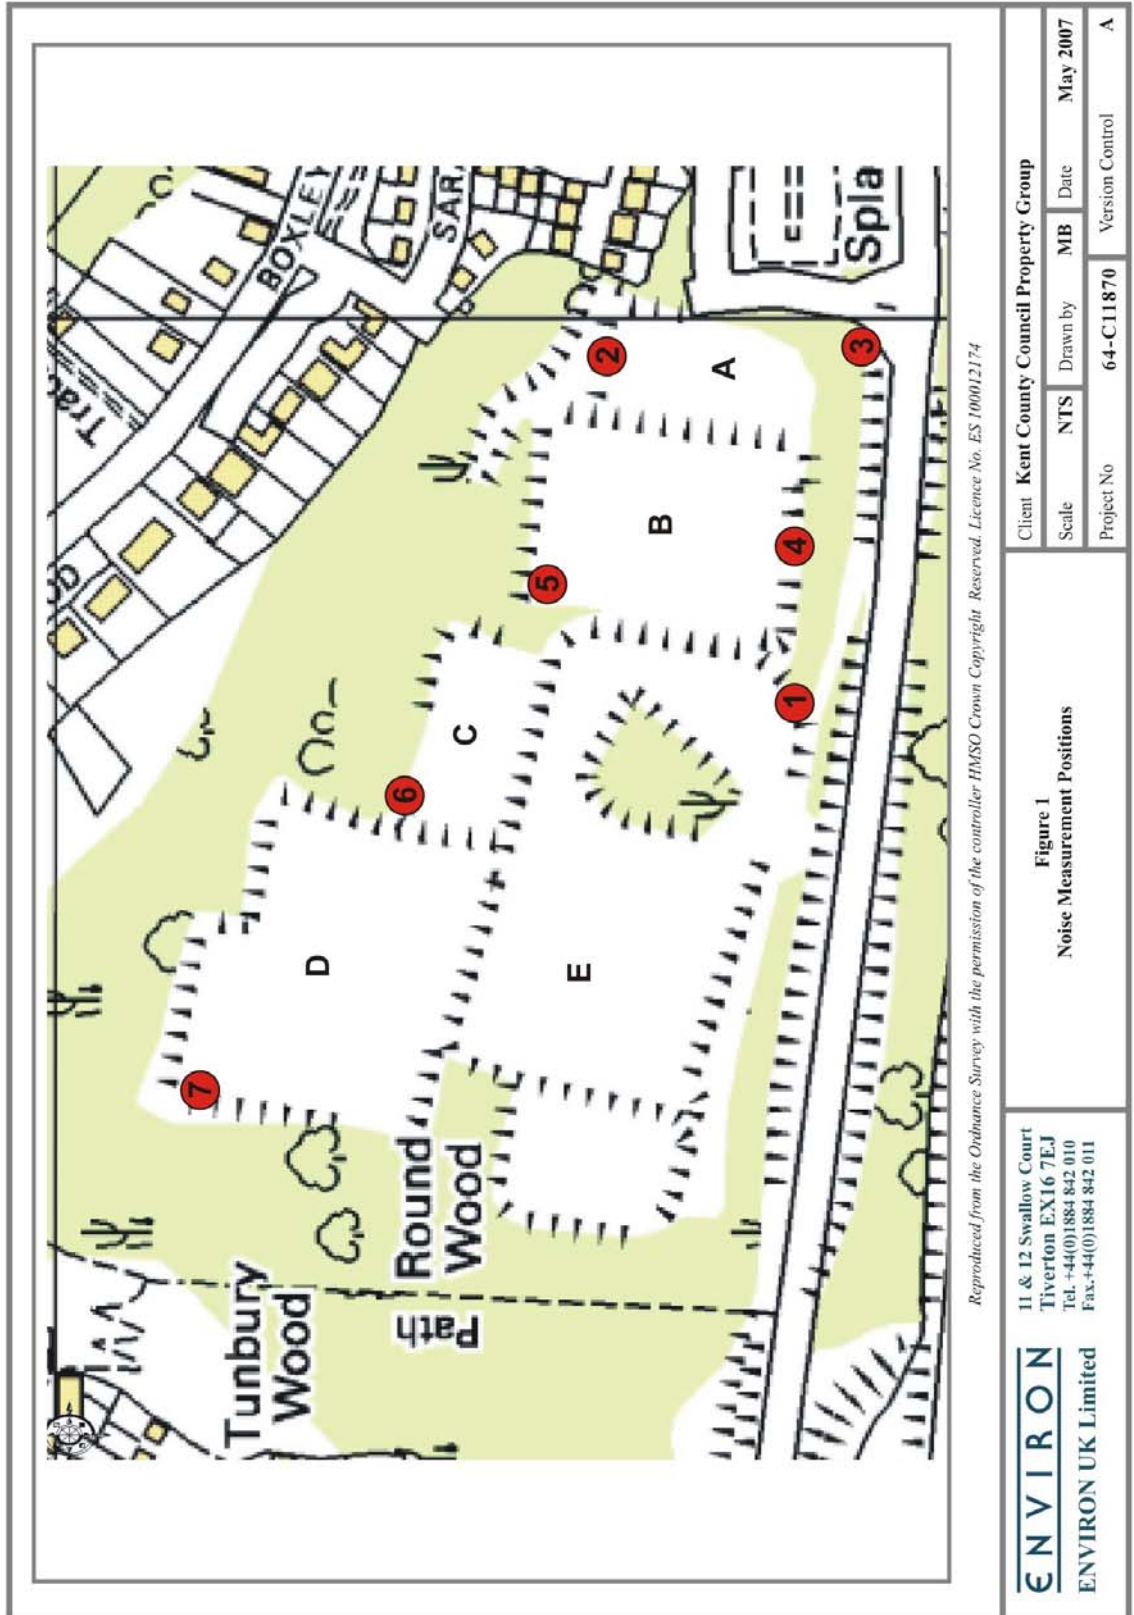 Trac
BOXLEY
SAR
OD
2
A
3
Spla
B
5
4
C
6
1
D
E
7
Round
Wood
Tunbury
Wood
Path
Reproduced from the Ordnance Survey with the permission of the controller HMSO Crown Copyright Reserved. Licence No. ES 100012174
ENVIRON
ENVIRON UK Limited
11 & 12 Swallow Court
Tiverton EX16 7EJ
Tel. +44(0)1884 842 010
Fax.+44(0)1884 842 011
Figure 1
Noise Measurement Positions
Client Kent County Council Property Group
Scale NTS Drawn by MB Date May 2007
Project No 64-C11870 Version Control A